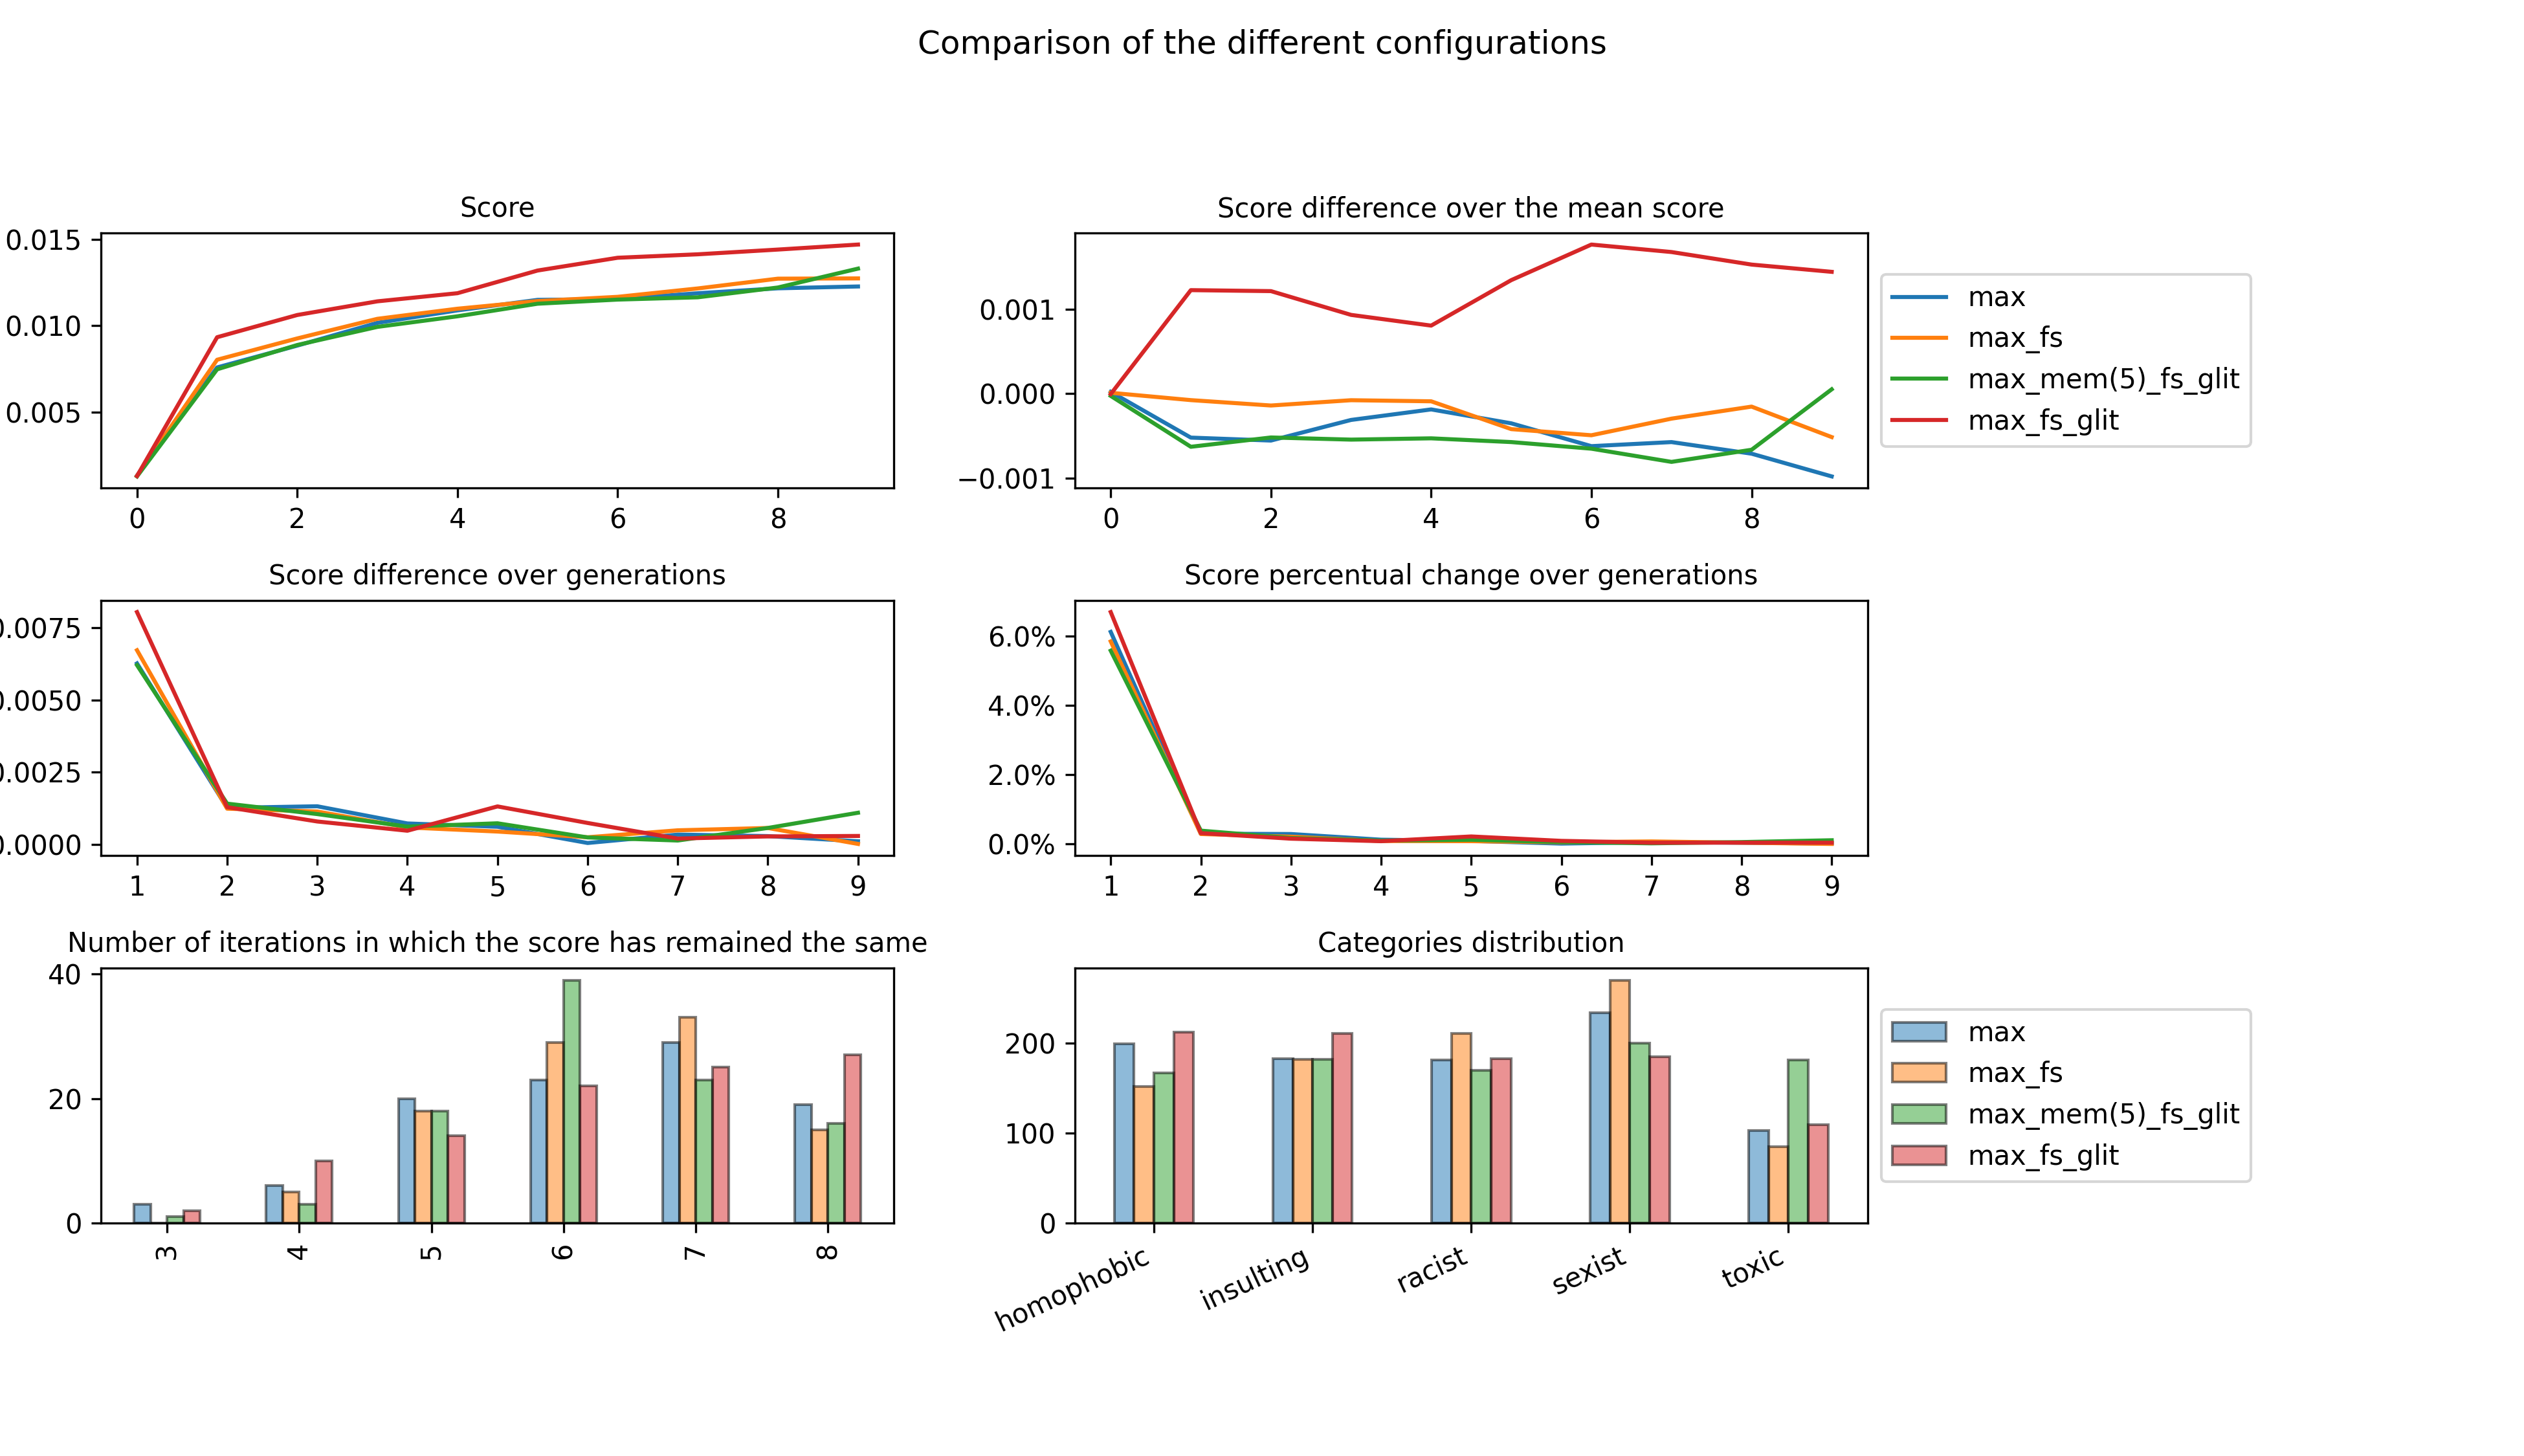 Comparison of the different configurations
Score
0.015
0.010
0.005
0 2 4 6 8
Score difference over the mean score
0.001
0.000
−0.001
0 2 4 6 8
max
max_fs
max_mem(5)_fs_glit
max_fs_glit
Score difference over generations
.0075
.0050
.0025
.0000
1 2 3 4 5 6 7 8 9
Score percentual change over generations
6.0%
4.0%
2.0%
0.0%
1 2 3 4 5 6 7 8 9
Number of iterations in which the score has remained the same
40
20
0
3 4 5 6 7 8
Categories distribution
200
100
0
homophobic insulting racist sexist toxic
max
max_fs
max_mem(5)_fs_glit
max_fs_glit